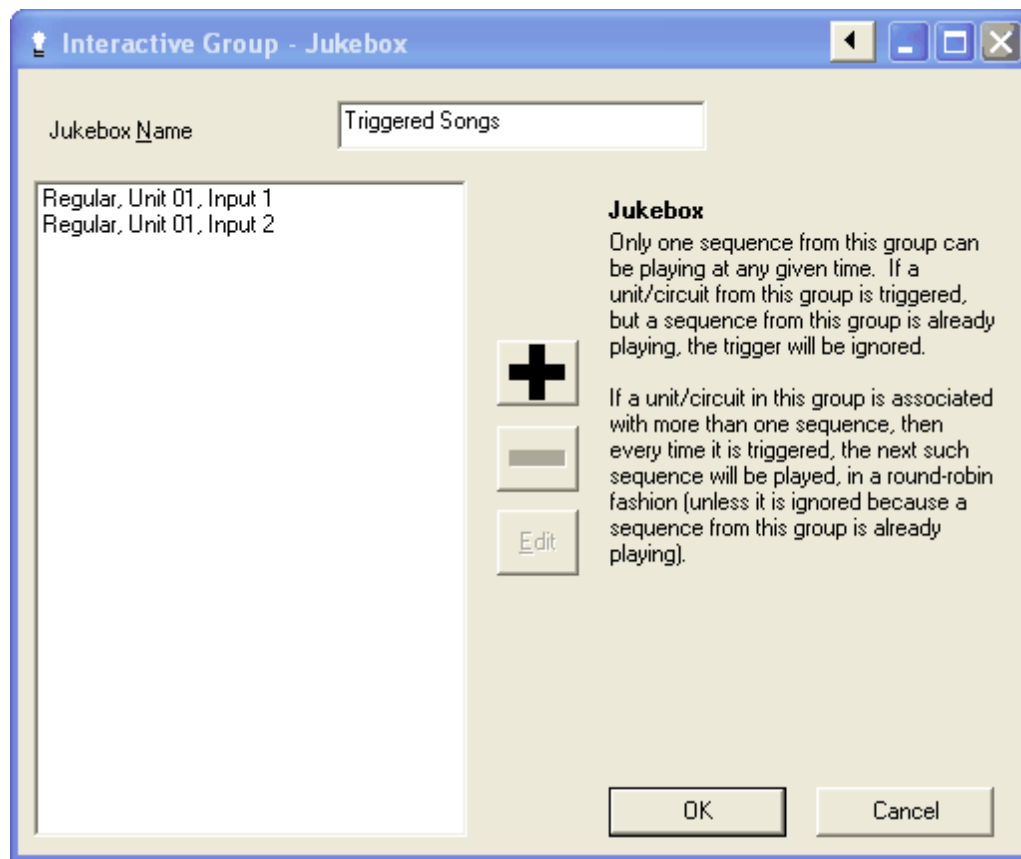 Interactive Group - Jukebox
Jukebox Name
Triggered Songs
Regular, Unit 01, Input 1
Regular, Unit 01, Input 2
Jukebox
Only one sequence from this group can
be playing at any given time.  If a
unit/circuit from this group is triggered,
but a sequence from this group is already
playing, the trigger will be ignored.
If a unit/circuit in this group is associated
with more than one sequence, then
every time it is triggered, the next such
sequence will be played, in a round-robin
fashion (unless it is ignored because a
sequence from this group is already
playing).
Edit
OK
Cancel